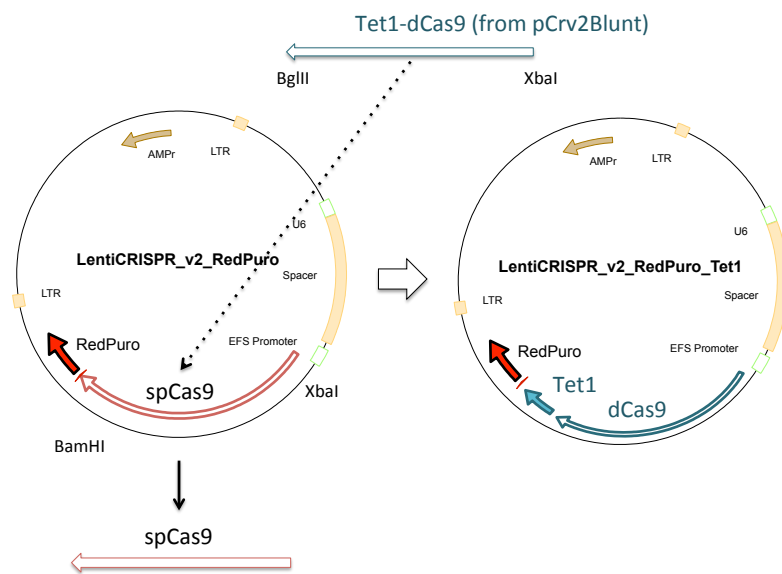 Tet1-dCas9 (from pCrv2Blunt)
BglII
XbaI
AMPr
LTR
U6
LentiCRISPR_v2_RedPuro
Spacer
LTR
RedPuro
EFS Promoter
spCas9
XbaI
BamHI
spCas9
AMPr
LTR
U6
LentiCRISPR_v2_RedPuro_Tet1
Spacer
LTR
RedPuro
EFS Promoter
Tet1
dCas9